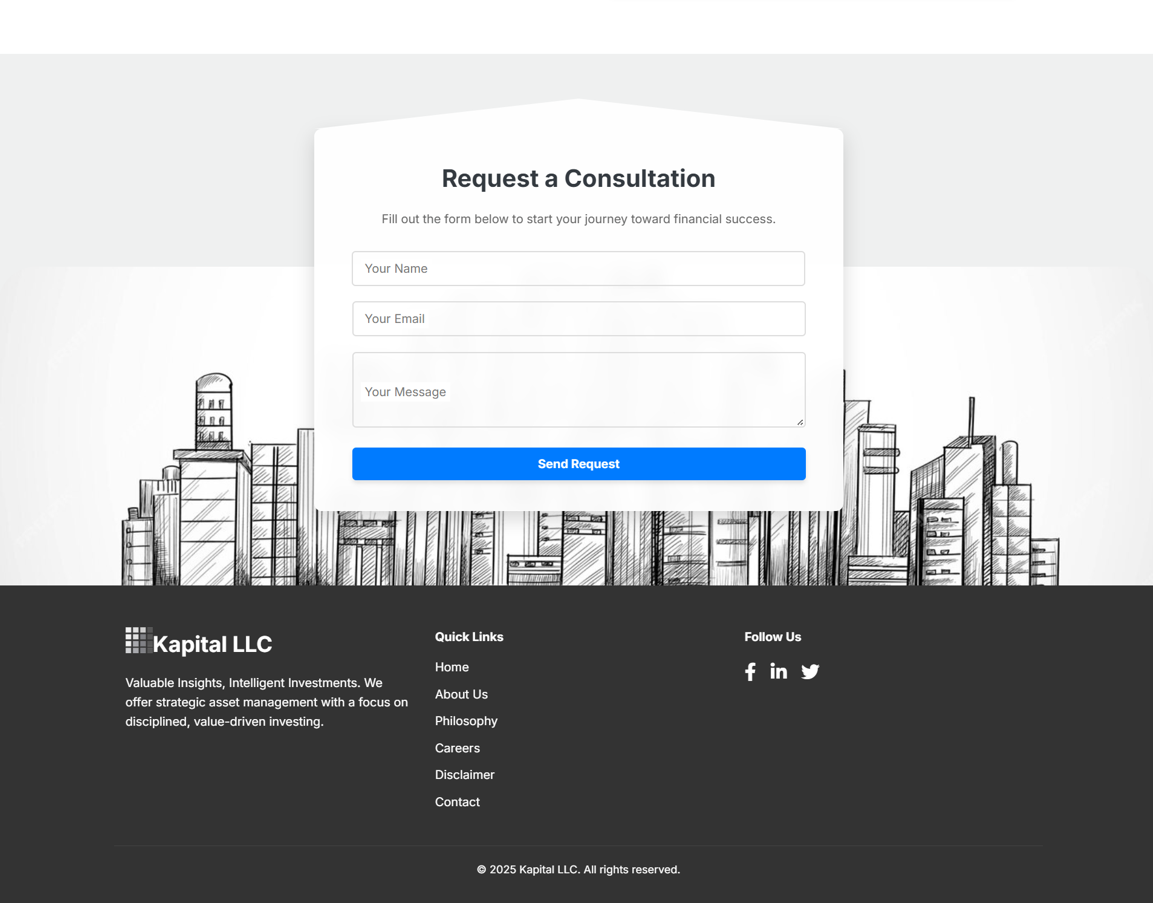 Request a Consultation
Fill out the form below to start your journey toward financial success.
Your Name
Your Email
Your Message
Send Request
Kapital LLC
Valuable Insights, Intelligent Investments. We
offer strategic asset management with a focus on
disciplined, value-driven investing.
Quick Links
Home
About Us
Philosophy
Careers
Disclaimer
Contact
Follow Us
© 2025 Kapital LLC. All rights reserved.